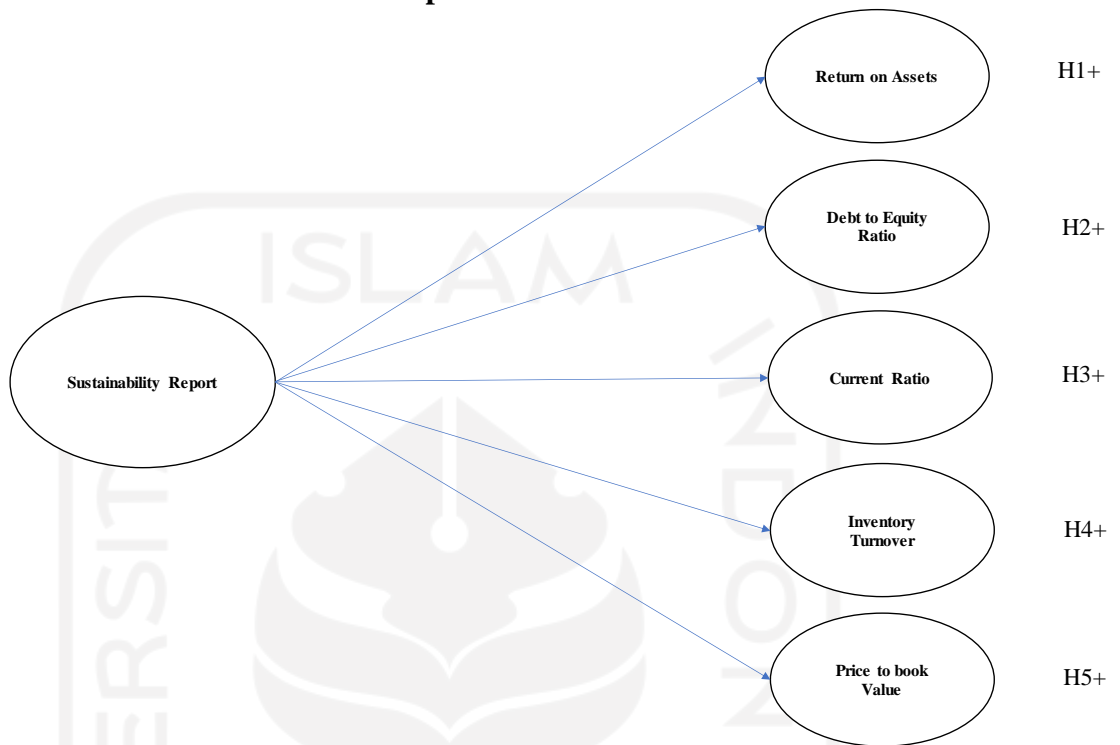 Return on Assets
H1+
Debt to Equity
Ratio
H2+
ISLAM
Sustainability Report
Current Ratio
H3+
Inventory
Turnover
H4+
Price to book
Value
H5+